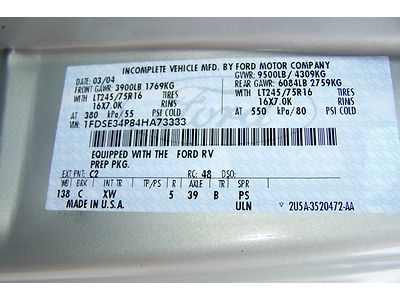 INCOMPLETE VEHICLE MFD. BY FORD MOTOR COMPANY
DATE: 03/04 GVWR: 9500LB / 4309KG
FRONT GAWR: 3900LB 1769KG REAR GAWR: 6084LB 2759KG
WITH LT245/75R16 TIRES WITH LT245/75R16 TIRES
16X7.0K RIMS 16X7.0K RIMS
AT 380 kPa/55 PSI COLD AT 550 kPa/80 PSI COLD
VIN: 1FDSE34P84HA73333
EQUIPPED WITH THE FORD RV
PREP PKG.
EXT PNT: C2 RC: 48 DSO:
WB BRK INT TR TP/PS R AXLE TR SPR
138 C XW 5 39 B PS
MADE IN U.S.A. ULN 2U5A-3520472-AA